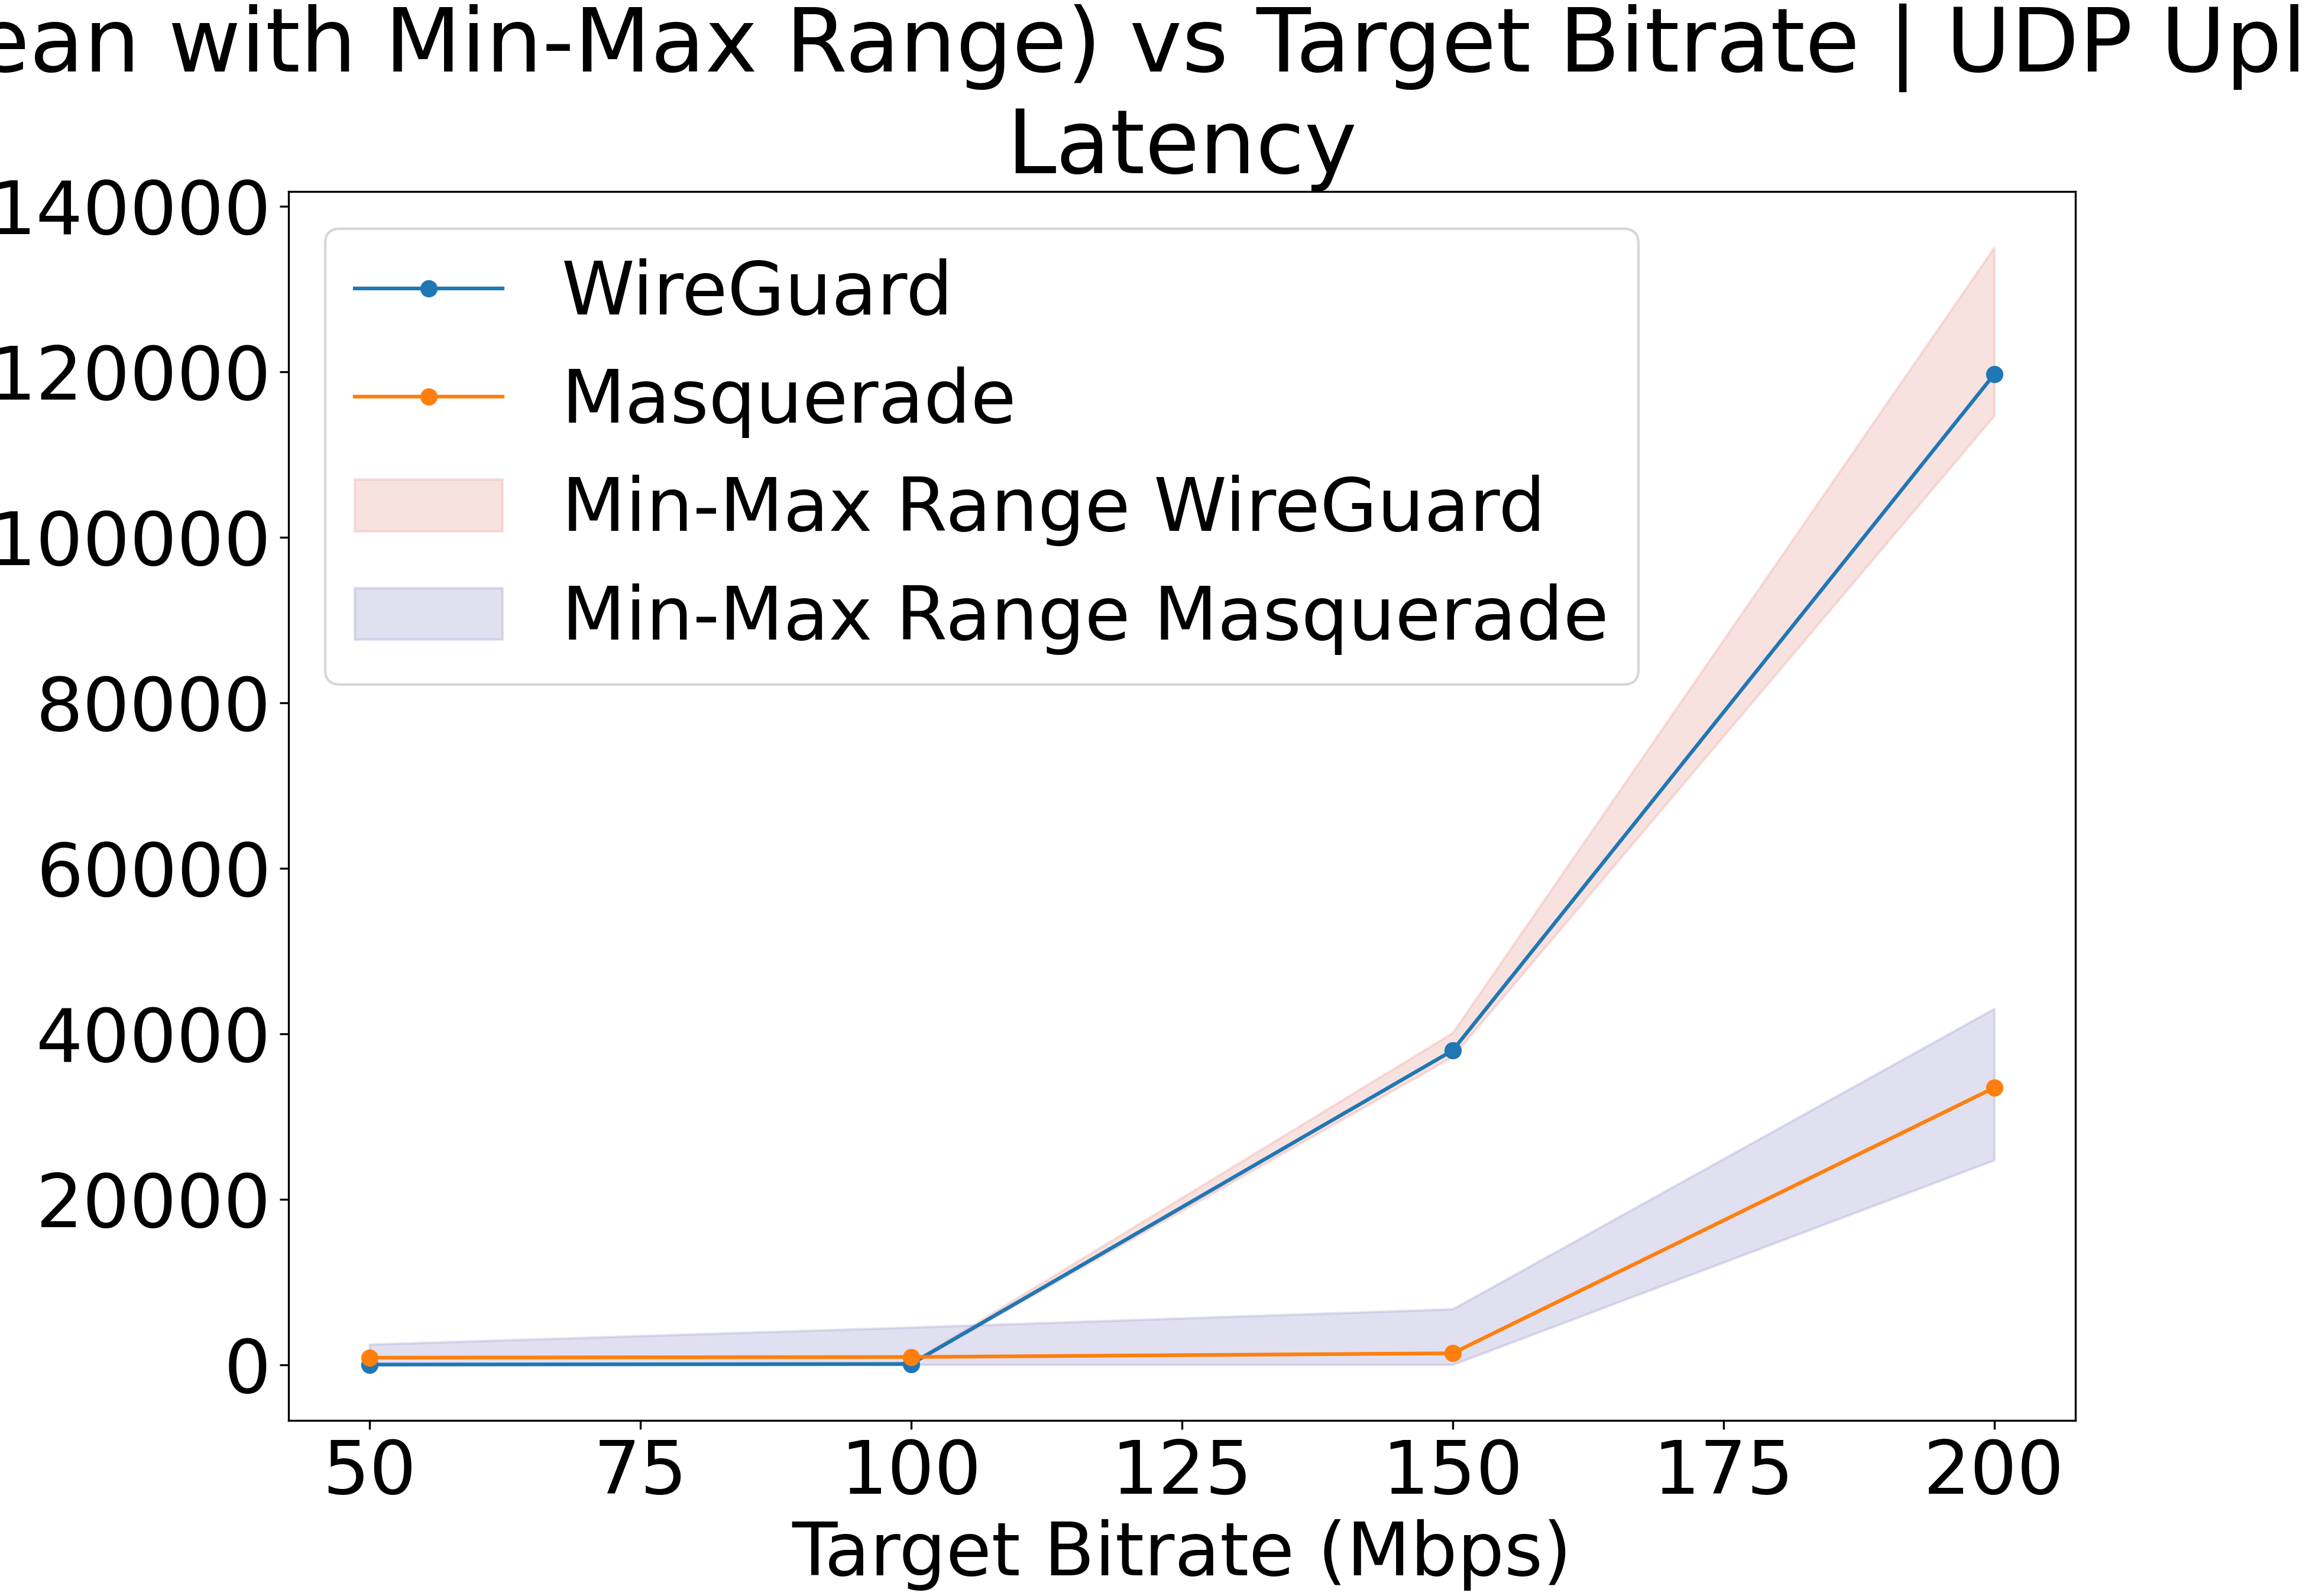 ean with Min-Max Range) vs Target Bitrate | UDP Upl
Latency
140000
120000
100000
80000
60000
40000
20000
0
WireGuard
Masquerade
Min-Max Range WireGuard
Min-Max Range Masquerade
50 75 100 125 150 175 200
Target Bitrate (Mbps)